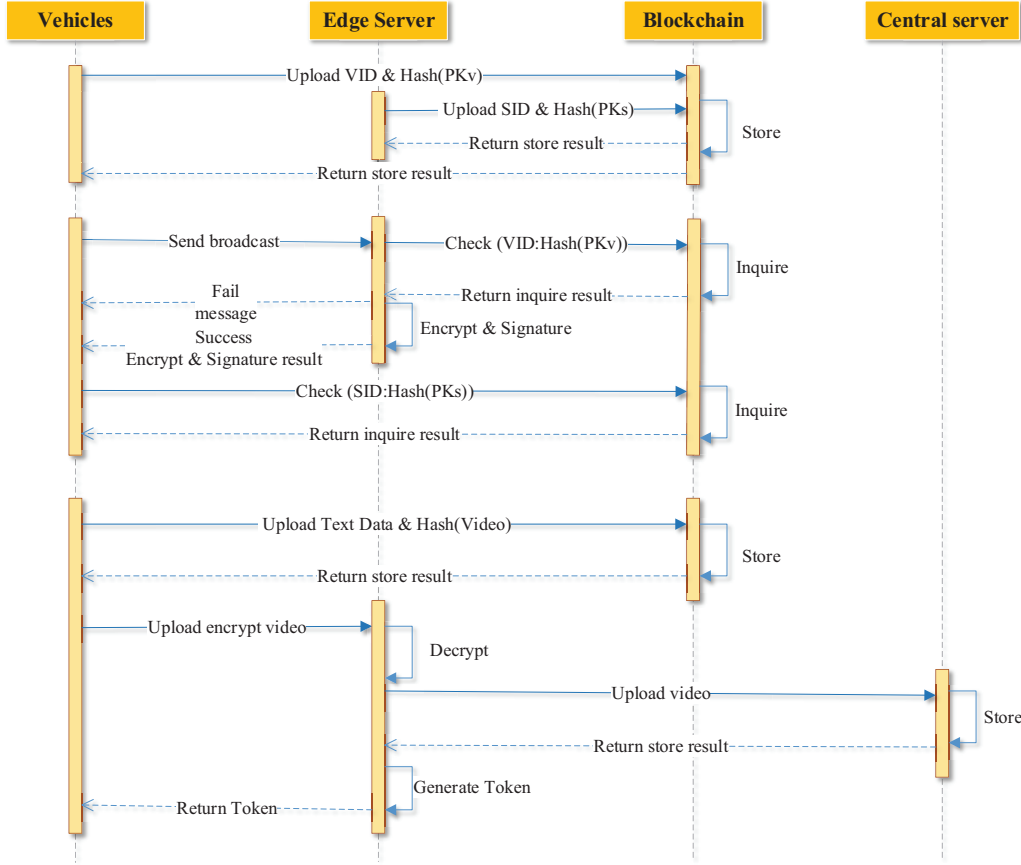 Vehicles
Edge Server
Blockchain
Central server
Upload VID & Hash(PKv)
Upload SID & Hash(PKs)
Store
Return store result
Return store result
Send broadcast
Check (VID:Hash(PKv))
Inquire
Return inquire result
Fail
message
Encrypt & Signature
Success
Encrypt & Signature result
Check (SID:Hash(PKs))
Inquire
Return inquire result
Upload Text Data & Hash(Video)
Store
Return store result
Upload encrypt video
Decrypt
Upload video
Store
Return store result
Generate Token
Return Token